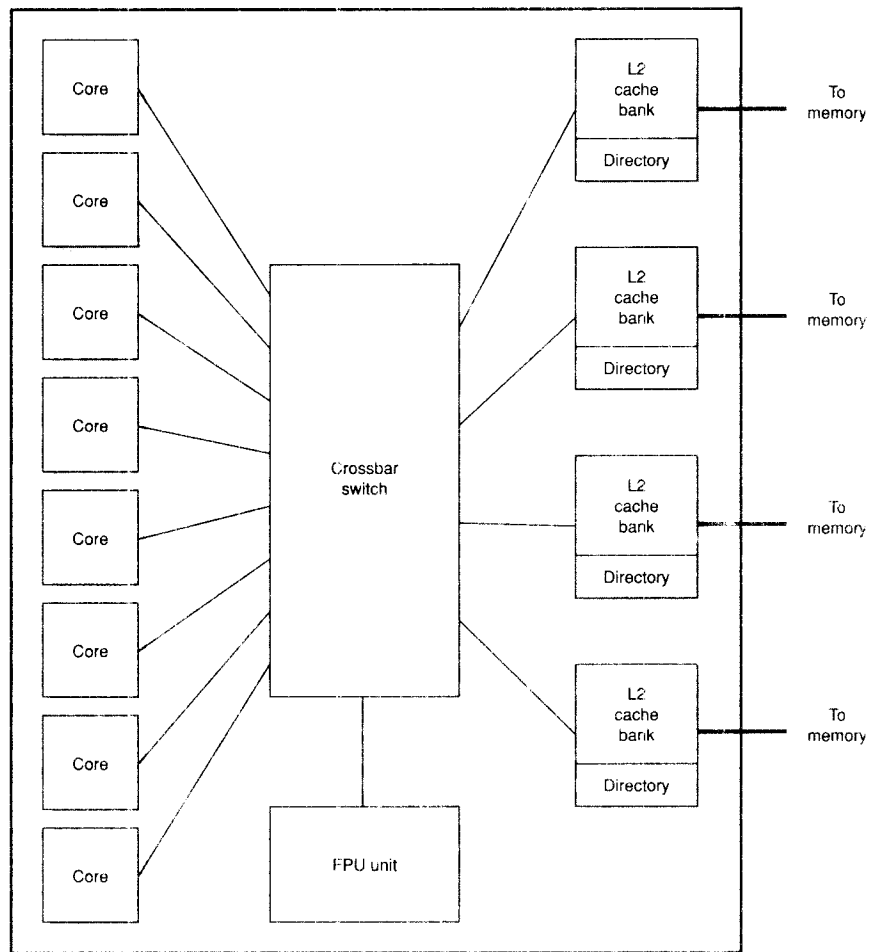 Core
Core
Core
Core
Core
Core
Core
Core
Crossbar
switch
FPU unit
L2
cache
bank
Directory
To
memory
L2
cache
bank
Directory
To
memory
L2
cache
bank
Directory
To
memory
L2
cache
bank
Directory
To
memory